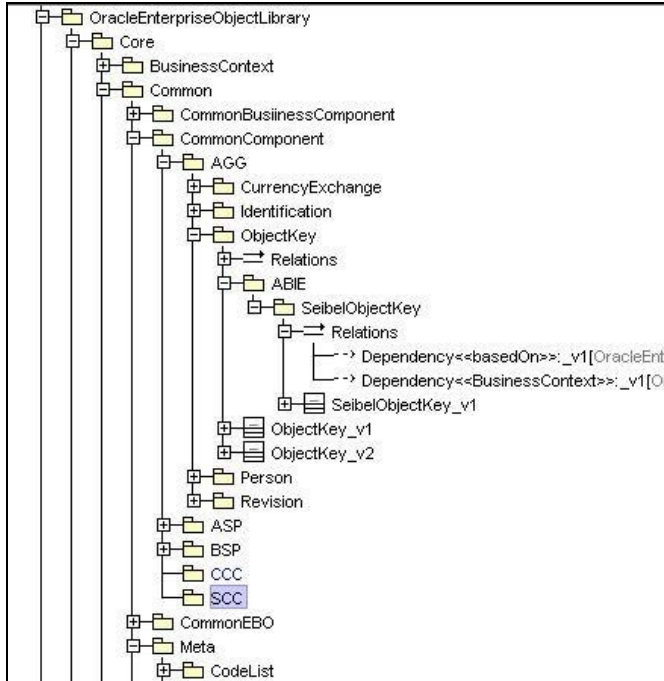 OracleEnterpriseObjectLibrary
Core
BusinessContext
Common
CommonBusiinessComponent
CommonComponent
AGG
CurrencyExchange
Identification
ObjectKey
Relations
ABIE
SeibelObjectKey
Relations
Dependency<<basedOn>>:_v1[OracleEnt
Dependency<<BusinessContext>>:_v1[O
SeibelObjectKey_v1
ObjectKey_v1
ObjectKey_v2
Person
Revision
ASP
BSP
CCC
SCC
CommonEBO
Meta
CodeList